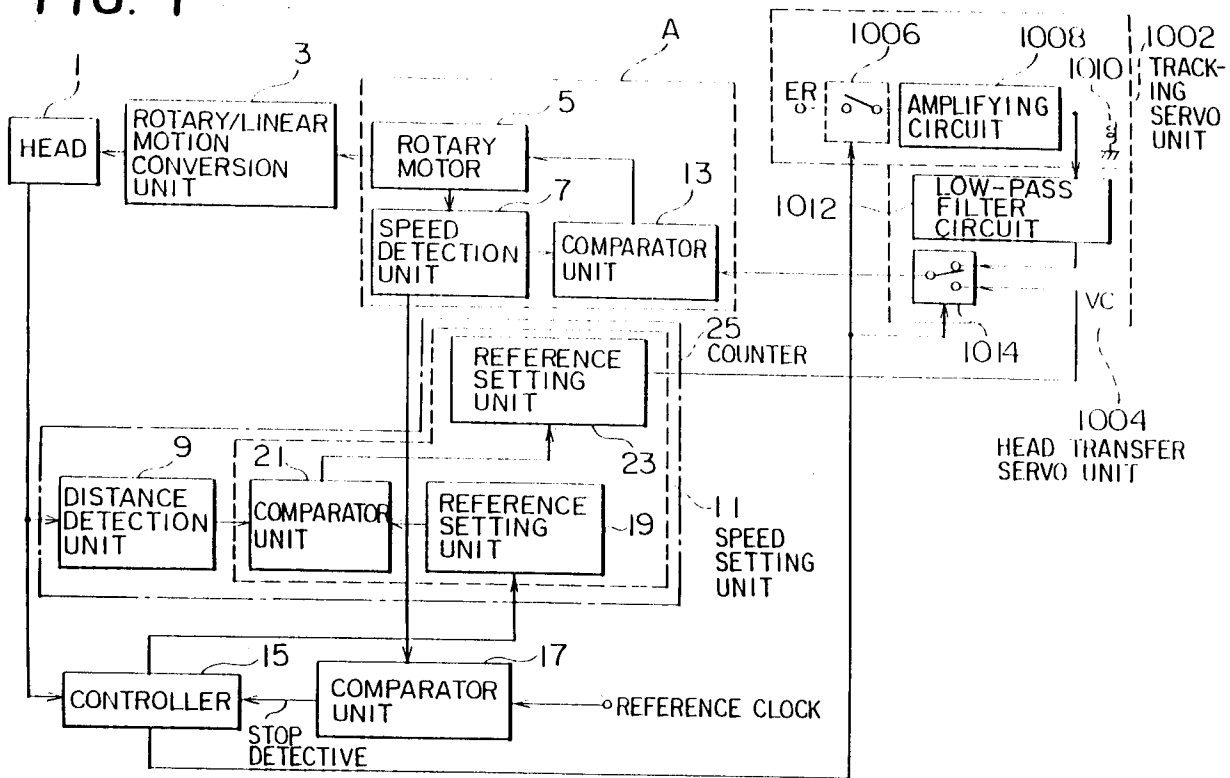 FIG. 1
1
HEAD
3
ROTARY/LINEAR
MOTION
CONVERSION
UNIT
A
5
ROTARY
MOTOR
7
SPEED
DETECTION
UNIT
13
COMPARATOR
UNIT
1006
1008
1010
1002
TRACK-
ING
SERVO
UNIT
ER
AMPLIFYING
CIRCUIT
1012
LOW-PASS
FILTER
CIRCUIT
VC
1014
1004
HEAD TRANSFER
SERVO UNIT
25
COUNTER
REFERENCE
SETTING
UNIT
23
9
DISTANCE
DETECTION
UNIT
21
COMPARATOR
UNIT
REFERENCE
SETTING
UNIT
19
11
SPEED
SETTING
UNIT
15
CONTROLLER
17
COMPARATOR
UNIT
REFERENCE CLOCK
STOP
DETECTIVE